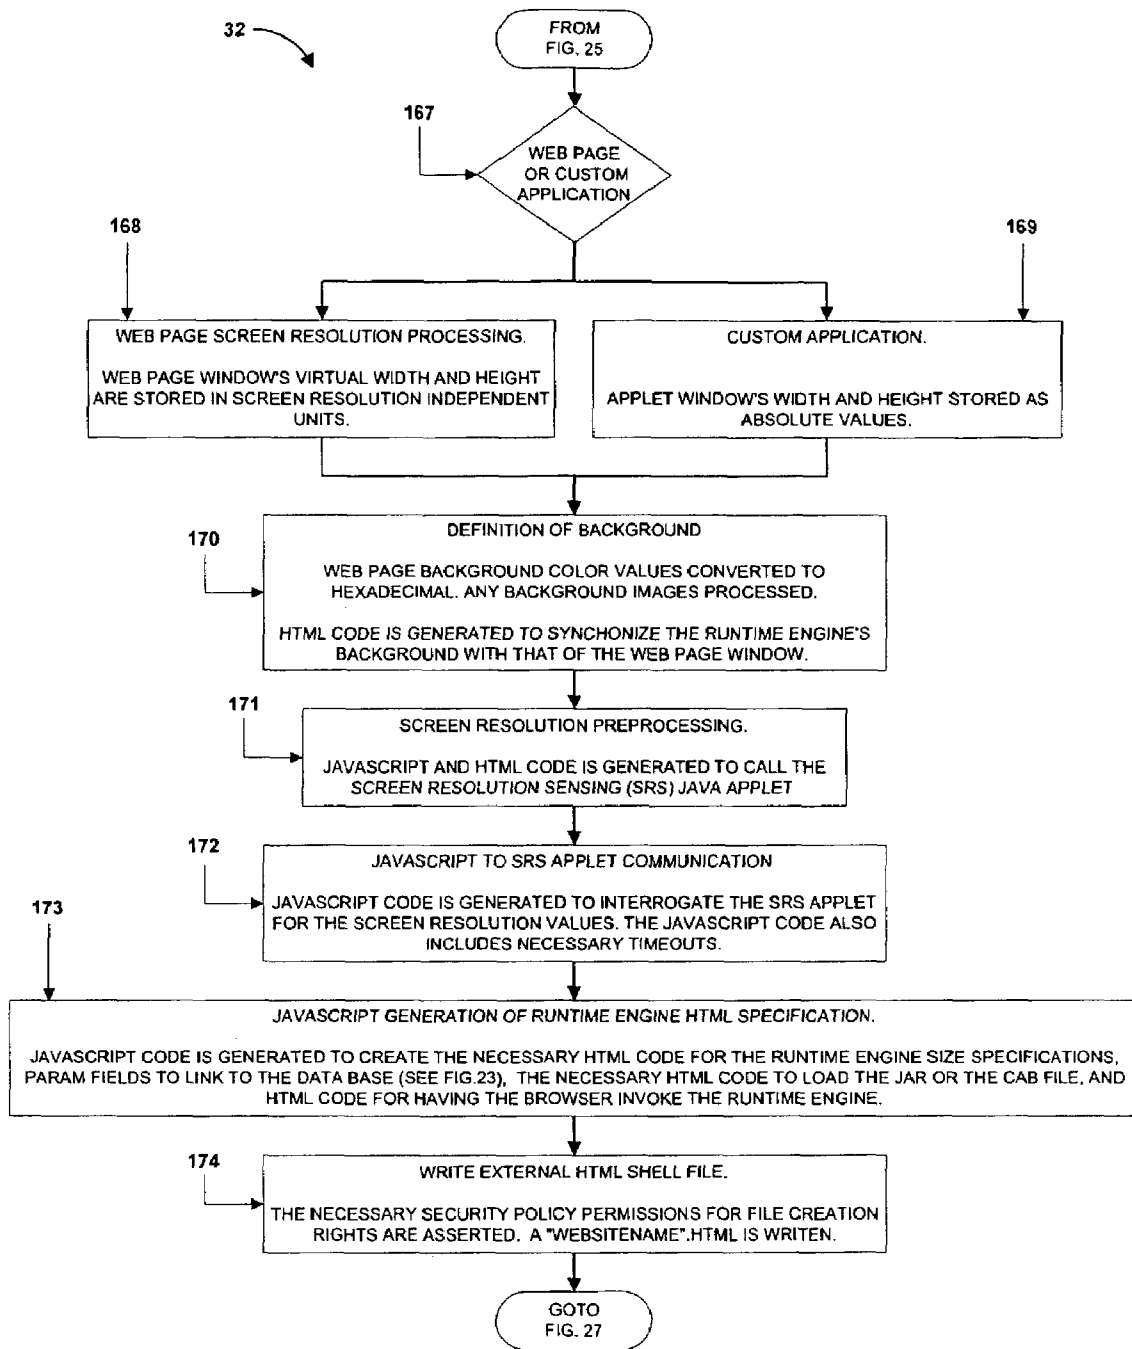 32
FROM
FIG. 25
167
WEB PAGE
OR CUSTOM
APPLICATION
168
169
WEB PAGE SCREEN RESOLUTION PROCESSING.
WEB PAGE WINDOW'S VIRTUAL WIDTH AND HEIGHT
ARE STORED IN SCREEN RESOLUTION INDEPENDENT
UNITS.
CUSTOM APPLICATION.
APPLET WINDOW'S WIDTH AND HEIGHT STORED AS
ABSOLUTE VALUES.
170
DEFINITION OF BACKGROUND
WEB PAGE BACKGROUND COLOR VALUES CONVERTED TO
HEXADECIMAL. ANY BACKGROUND IMAGES PROCESSED.
HTML CODE IS GENERATED TO SYNCHONIZE THE RUNTIME ENGINE'S
BACKGROUND WITH THAT OF THE WEB PAGE WINDOW.
171
SCREEN RESOLUTION PREPROCESSING.
JAVASCRIPT AND HTML CODE IS GENERATED TO CALL THE
SCREEN RESOLUTION SENSING (SRS) JAVA APPLET
172
JAVASCRIPT TO SRS APPLET COMMUNICATION
JAVASCRIPT CODE IS GENERATED TO INTERROGATE THE SRS APPLET
FOR THE SCREEN RESOLUTION VALUES. THE JAVASCRIPT CODE ALSO
INCLUDES NECESSARY TIMEOUTS.
173
JAVASCRIPT GENERATION OF RUNTIME ENGINE HTML SPECIFICATION.
JAVASCRIPT CODE IS GENERATED TO CREATE THE NECESSARY HTML CODE FOR THE RUNTIME ENGINE SIZE SPECIFICATIONS,
PARAM FIELDS TO LINK TO THE DATA BASE (SEE FIG.23), THE NECESSARY HTML CODE TO LOAD THE JAR OR THE CAB FILE, AND
HTML CODE FOR HAVING THE BROWSER INVOKE THE RUNTIME ENGINE.
174
WRITE EXTERNAL HTML SHELL FILE.
THE NECESSARY SECURITY POLICY PERMISSIONS FOR FILE CREATION
RIGHTS ARE ASSERTED. A "WEBSITENAME".HTML IS WRITEN.
GOTO
FIG. 27